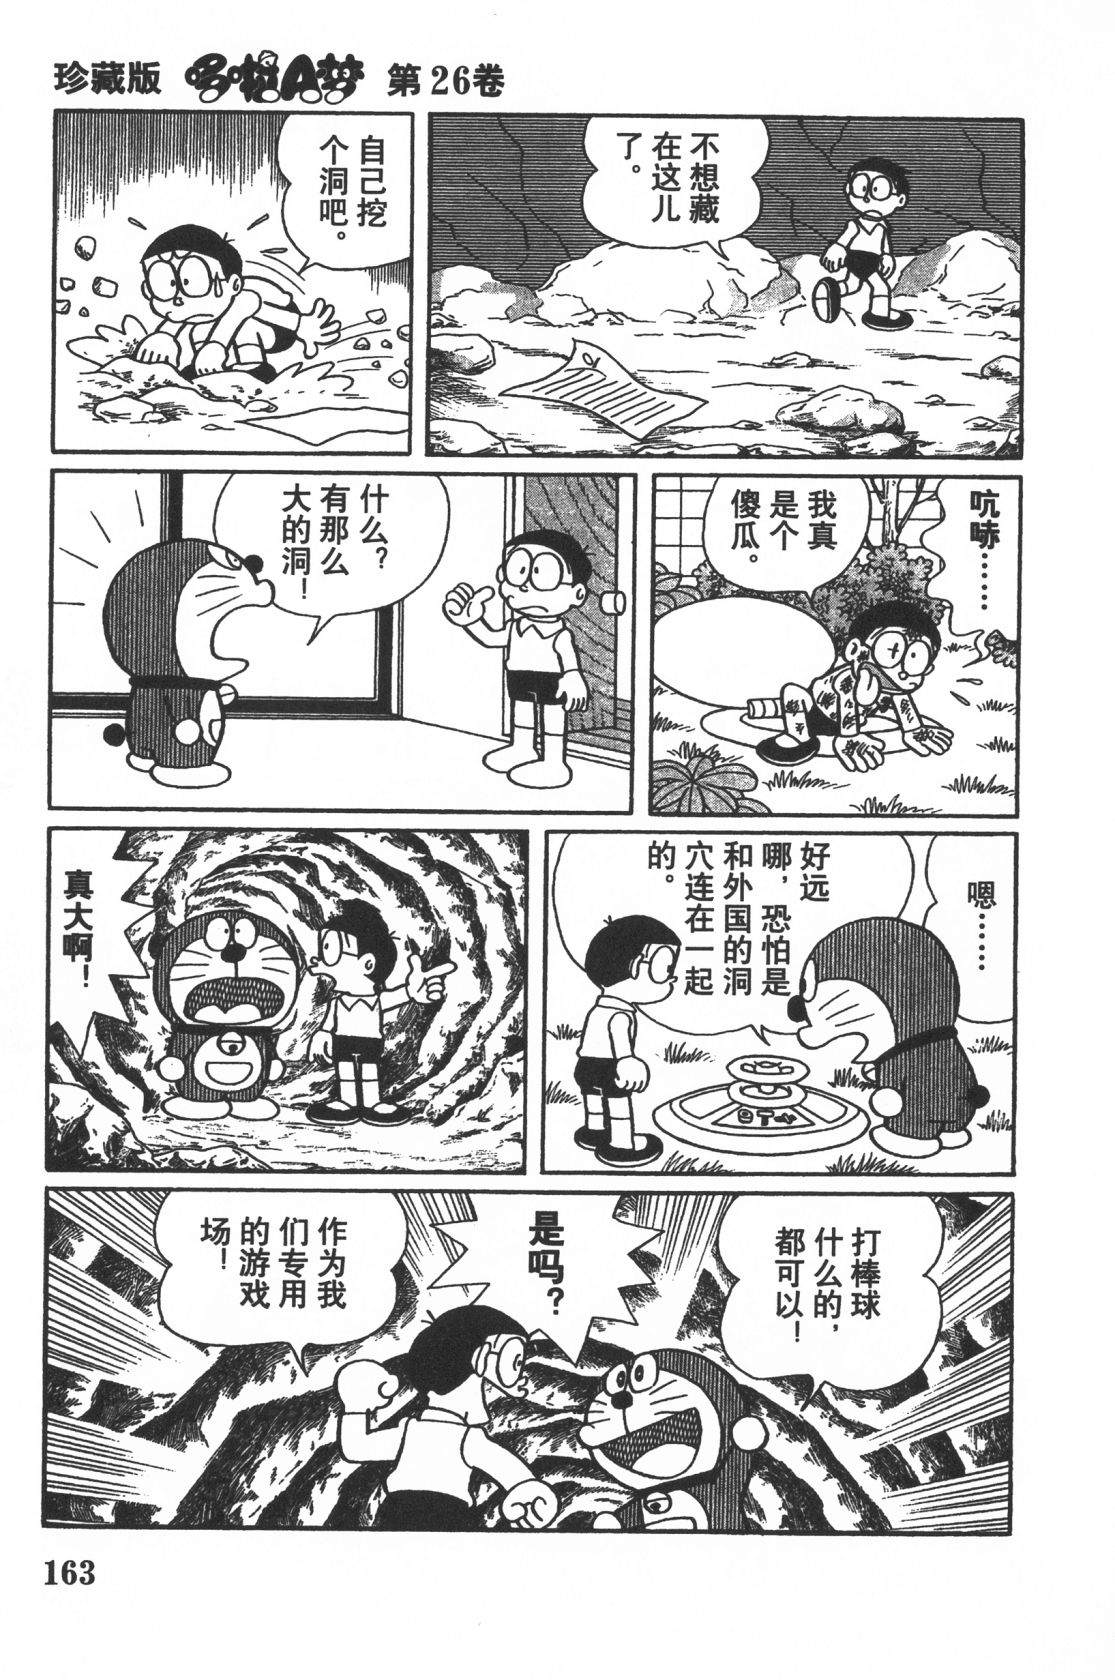 珍藏版 哆啦A梦 第26卷
不想藏
在这儿
了。
自己挖
个洞吧。
吭哧……
我真
是个
傻瓜。
什么?
有那么
大的洞!
嗯……
好远
哪，恐怕是
和外国的洞
穴连在一起
的。
真大啊!
打棒球
什么的，
都可以!
是吗?
作为我
们专用
的游戏
场!
163